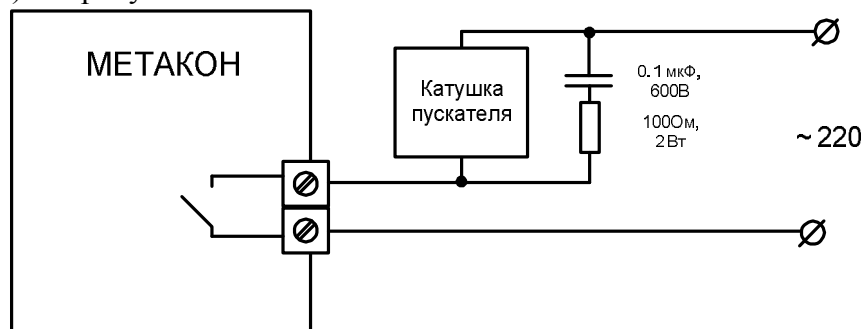 МЕТАКОН
Катушка
пускателя
0.1 мкФ,
600В
100Ом,
2Вт
~ 220